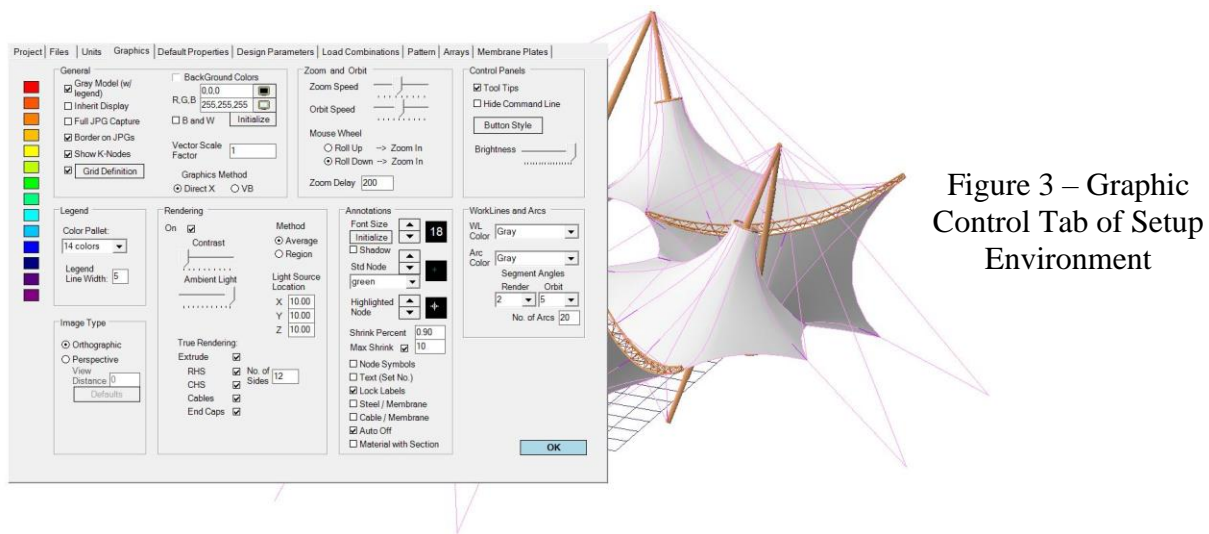 Project Files Units Graphics Default Properties Design Parameters Load Combinations Pattern Arrays Membrane Plates
General
Gray Model (w/
legend)
Inherit Display
Full JPG Capture
Border on JPGs
Show K-Nodes
Grid Definition
BackGround Colors
R,G,B
0,0,0
255,255,255
B and W
Initialize
Vector Scale
Factor
1
Graphics Method
Direct X
VB
Zoom and Orbit
Zoom Speed
Orbit Speed
Mouse Wheel
Roll Up -> Zoom In
Roll Down -> Zoom In
Zoom Delay 200
Control Panels
Tool Tips
Hide Command Line
Button Style
Brightness
Legend
Color Pallet:
14 colors
Legend
Line Width: 5
Image Type
Orthographic
Perspective
View
Distance 0
Defaults
Rendering
On
Contrast
Ambient Light
Method
Average
Region
Light Source
Location
X 10.00
Y 10.00
Z 10.00
True Rendering:
Extrude
RHS
CHS
Cables
End Caps
No. of
Sides 12
Annotations
Font Size
Initialize
18
Shadow
Std Node
green
Highlighted
Node
Shrink Percent 0.90
Max Shrink 10
Node Symbols
Text (Set No.)
Lock Labels
Steel / Membrane
Cable / Membrane
Auto Off
Material with Section
WorkLines and Arcs
WL
Color Gray
Arc
Color Gray
Segment Angles
Render Orbit
2 5
No. of Arcs 20
OK
Figure 3 – Graphic
Control Tab of Setup
Environment